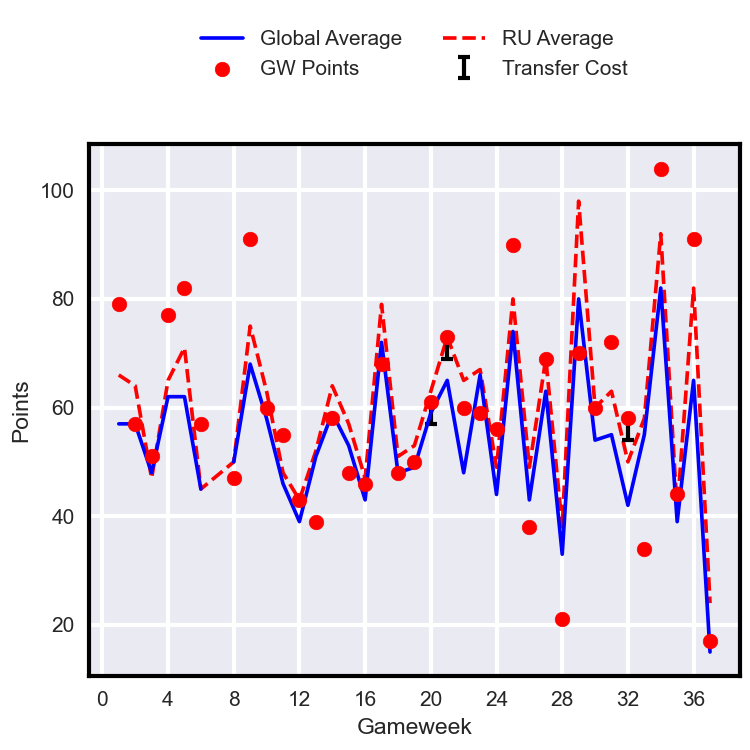 Global Average RU Average
GW Points Transfer Cost
100
80
60
40
20
Points
0 4 8 12 16 20 24 28 32 36
Gameweek